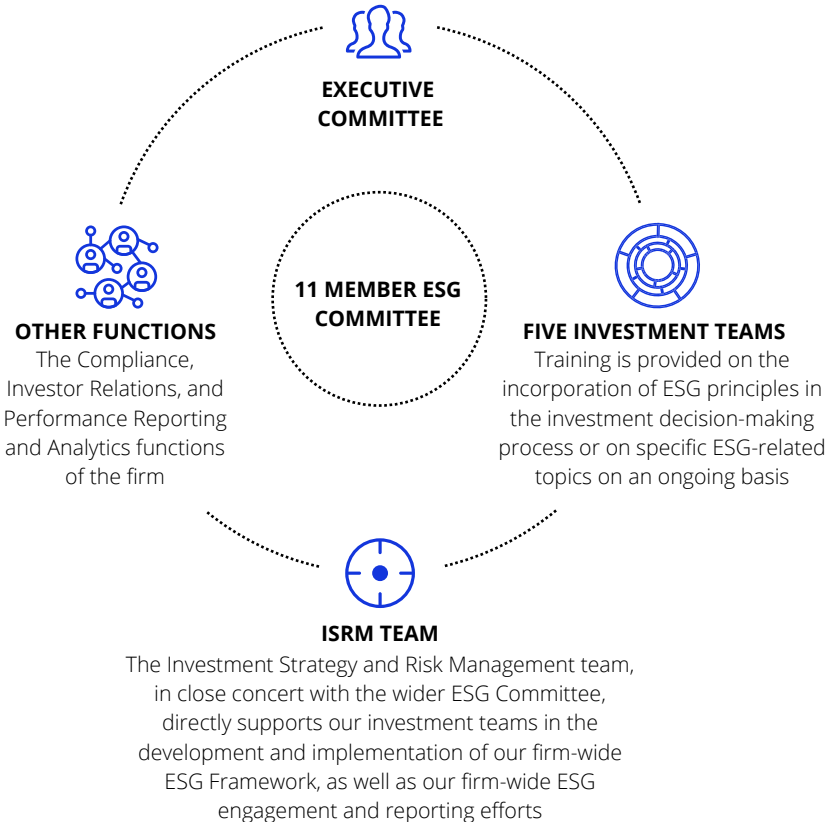 EXECUTIVE
COMMITTEE
11 MEMBER ESG
COMMITTEE
OTHER FUNCTIONS
The Compliance,
Investor Relations, and
Performance Reporting
and Analytics functions
of the firm
FIVE INVESTMENT TEAMS
Training is provided on the
incorporation of ESG principles in
the investment decision-making
process or on specific ESG-related
topics on an ongoing basis
ISRM TEAM
The Investment Strategy and Risk Management team,
in close concert with the wider ESG Committee,
directly supports our investment teams in the
development and implementation of our firm-wide
ESG Framework, as well as our firm-wide ESG
engagement and reporting efforts